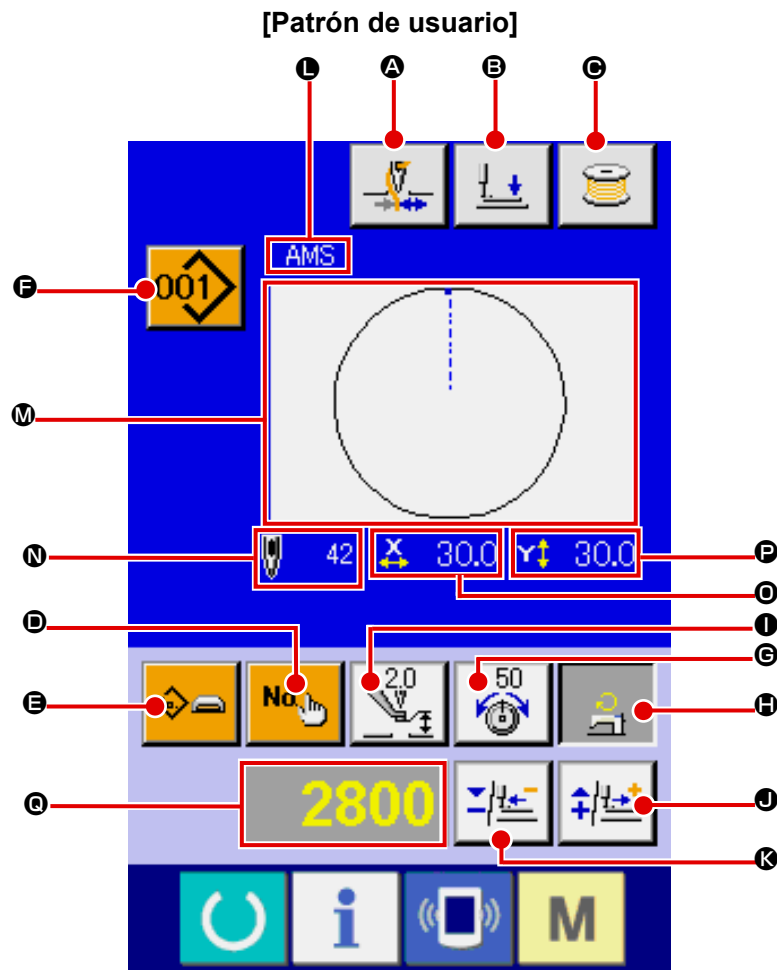 [Patrón de usuario]
L A B C
AMS
F 001
M
N 42 X 30.0 Y 30.0 P
O
D I
2.0 50 G
E No. H
Q 2800 J
K
i M